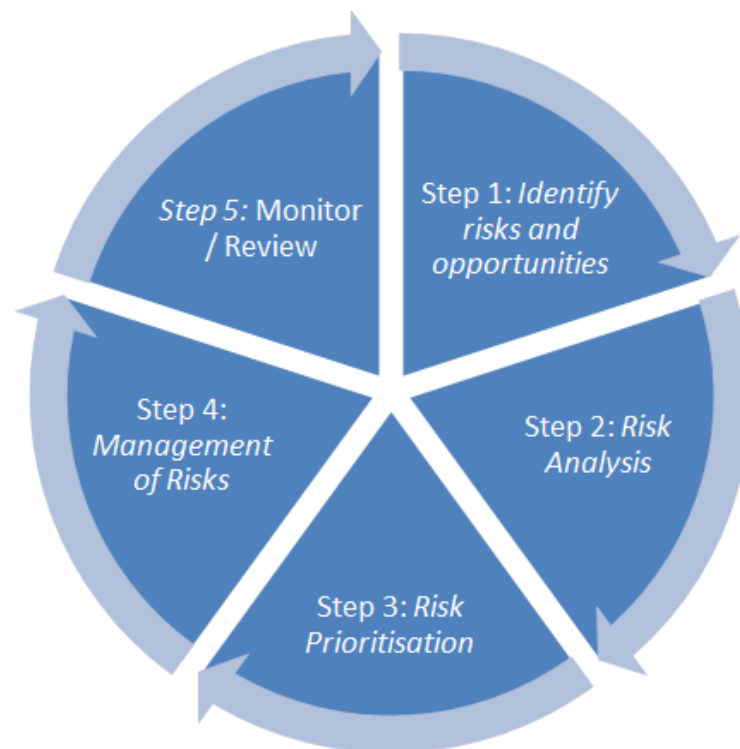 Step 1: Identify
risks and
opportunities
Step 2: Risk
Analysis
Step 3: Risk
Prioritisation
Step 4:
Management
of Risks
Step 5: Monitor
/ Review